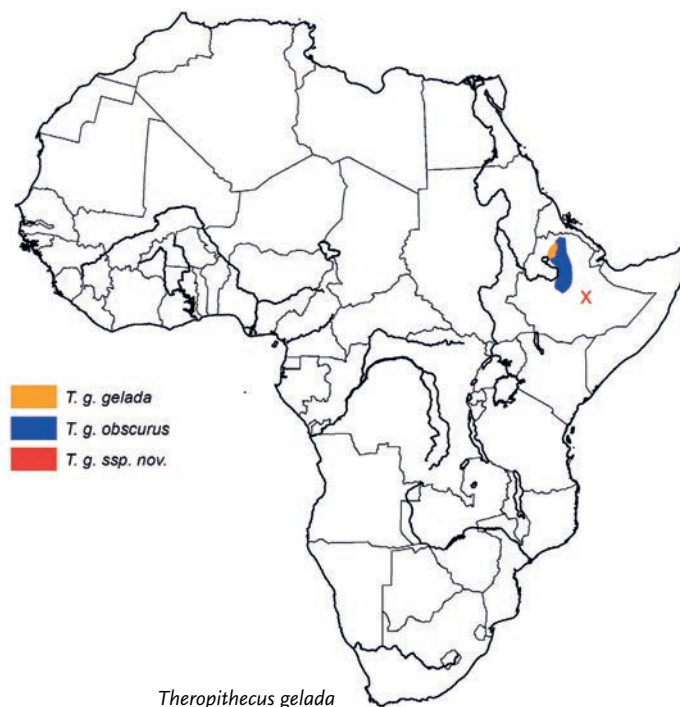 X
T. g. gelada
T. g. obscurus
T. g. ssp. nov.
Theropithecus gelada